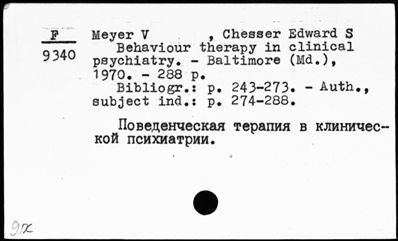 F Meyer V , Chesser Edward S
9340 Behaviour therapy in clinical
psychiatry. - Baltimore (Md.),
1970. - 288 p.
Bibliogr.: p. 243-273. - Auth.,
subject ind.: p. 274-288.
Поведенческая терапия в клиничес-
кой психиатрии.